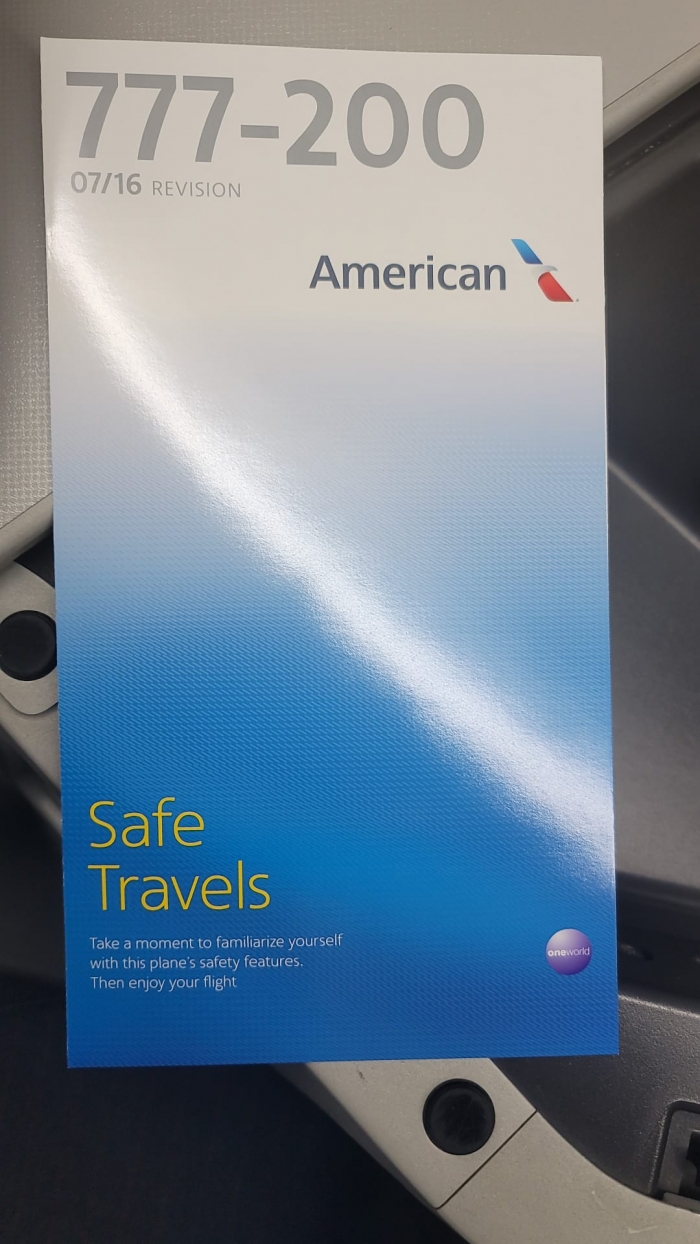 777-200
07/16 REVISION
American
Safe
Travels
Take a moment to familiarize yourself
with this plane's safety features.
Then enjoy your flight
oneworld